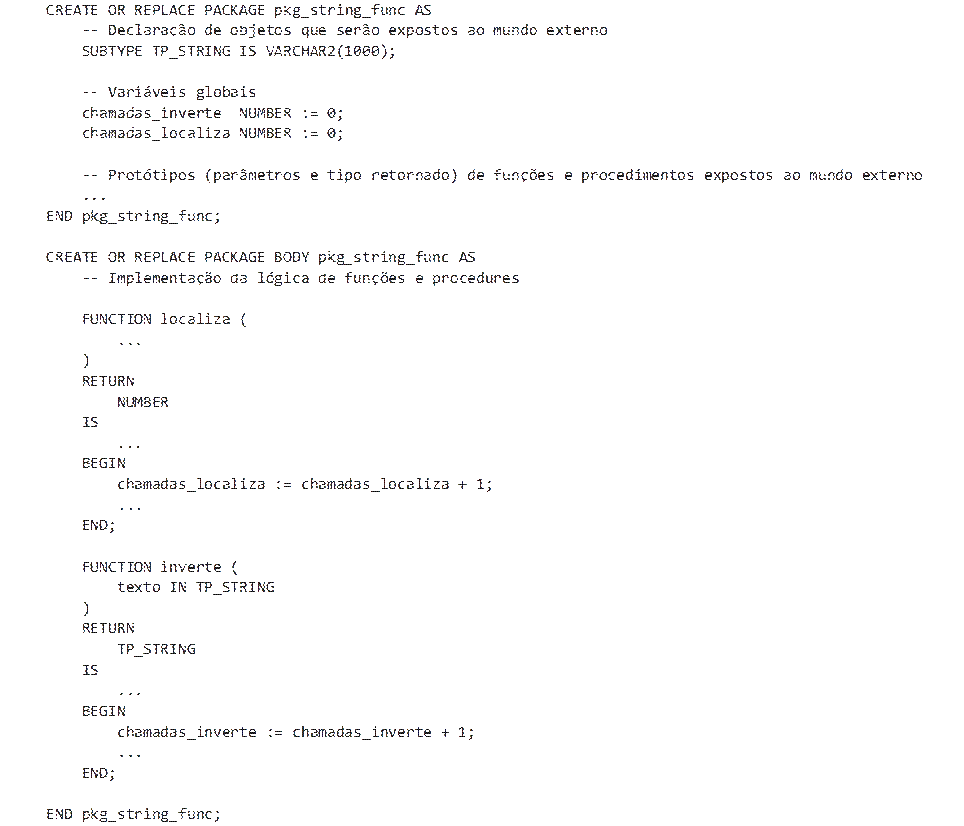 CREATE OR REPLACE PACKAGE pkg_string_func AS
-- Declaração de objetos que serão expostos ao mundo externo
SUBTYPE TP_STRING IS VARCHAR2(1000);
-- Variáveis globais
chamadas_inverte  NUMBER := 0;
chamadas_localiza NUMBER := 0;
-- Protótipos (parâmetros e tipo retornado) de funções e procedimentos expostos ao mundo externo
...
END pkg_string_func;
CREATE OR REPLACE PACKAGE BODY pkg_string_func AS
-- Implementação da lógica de funções e procedures
FUNCTION localiza (
...
)
RETURN
NUMBER
IS
...
BEGIN
chamadas_localiza := chamadas_localiza + 1;
...
END;
FUNCTION inverte (
texto IN TP_STRING
)
RETURN
TP_STRING
IS
...
BEGIN
chamadas_inverte := chamadas_inverte + 1;
...
END;
END pkg_string_func;